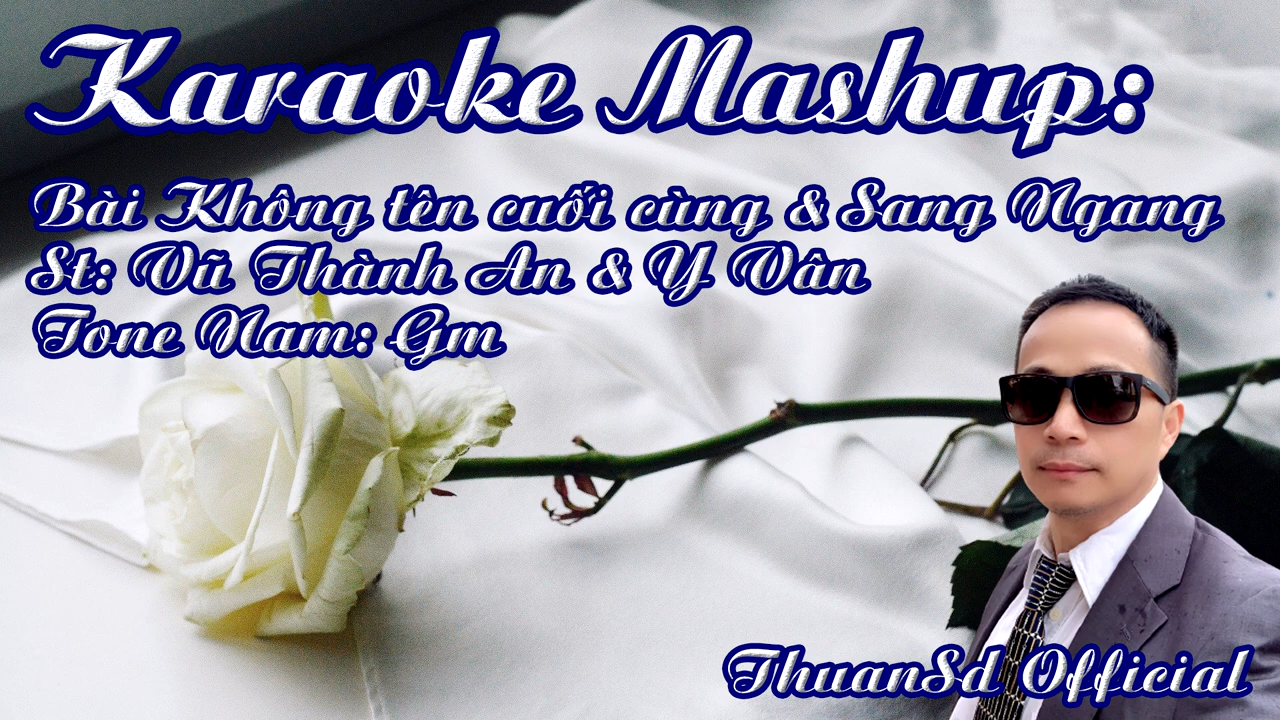 Karaoke Mashup:
Bài Không tên cuối cùng & Sang Ngang
St: Vũ Thành An & Y Vân
Tone Nam: Gm
ThuanSd Official